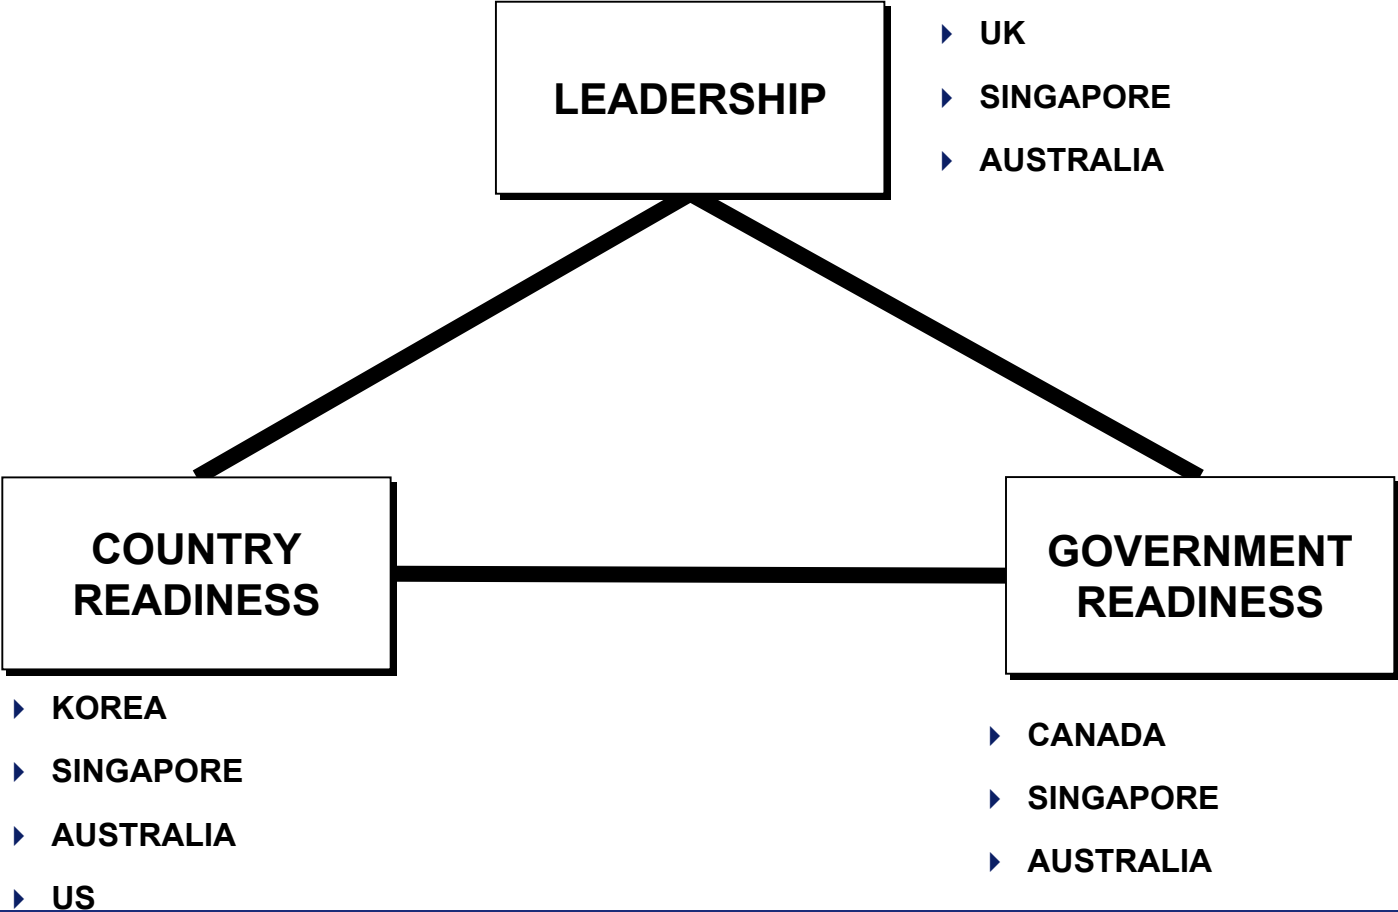 LEADERSHIP
UK
SINGAPORE
AUSTRALIA
COUNTRY
READINESS
KOREA
SINGAPORE
AUSTRALIA
US
GOVERNMENT
READINESS
CANADA
SINGAPORE
AUSTRALIA